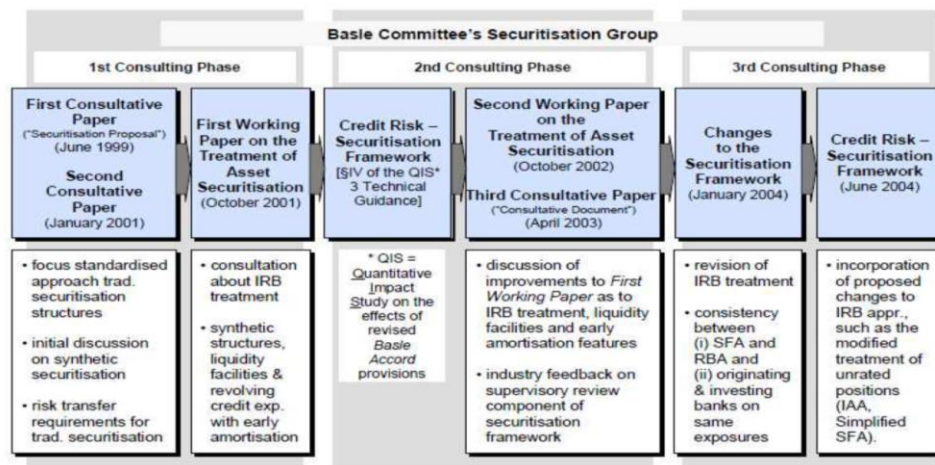 Basle Committee's Securitisation Group
1st Consulting Phase
2nd Consulting Phase
3rd Consulting Phase
First Consultative
Paper
("Securitisation Proposal")
(June 1999)
Second
Consultative
Paper
(January 2001)
First Working
Paper on the
Treatment of
Asset
Securitisation
(October 2001)
Credit Risk –
Securitisation
Framework
[§IV of the QIS*
3 Technical
Guidance]
Second Working Paper
on the
Treatment of Asset
Securitisation
(October 2002)
Third Consultative Paper
("Consultative Document")
(April 2003)
Changes
to the
Securitisation
Framework
(January 2004)
Credit Risk –
Securitisation
Framework
(June 2004)
• focus standardised
approach trad.
securitisation
structures
• initial discussion
on synthetic
securitisation
• risk transfer
requirements for
trad. securitisation
• consultation
about IRB
treatment
• synthetic
structures,
liquidity
facilities &
revolving
credit exp.
with early
amortisation
* QIS =
Quantitative
Impact
Study on the
effects of
revised
Basle
Accord
provisions
• discussion of
improvements to First
Working Paper as to
IRB treatment, liquidity
facilities and early
amortisation features
• industry feedback on
supervisory review
component of
securitisation
framework
• revision of
IRB treatment
• consistency
between
(i) SFA and
RBA and
(ii) originating
& investing
banks on
same
exposures
• incorporation
of proposed
changes to
IRB appr.,
such as the
modified
treatment of
unrated
positions
(IAA,
Simplified
SFA).